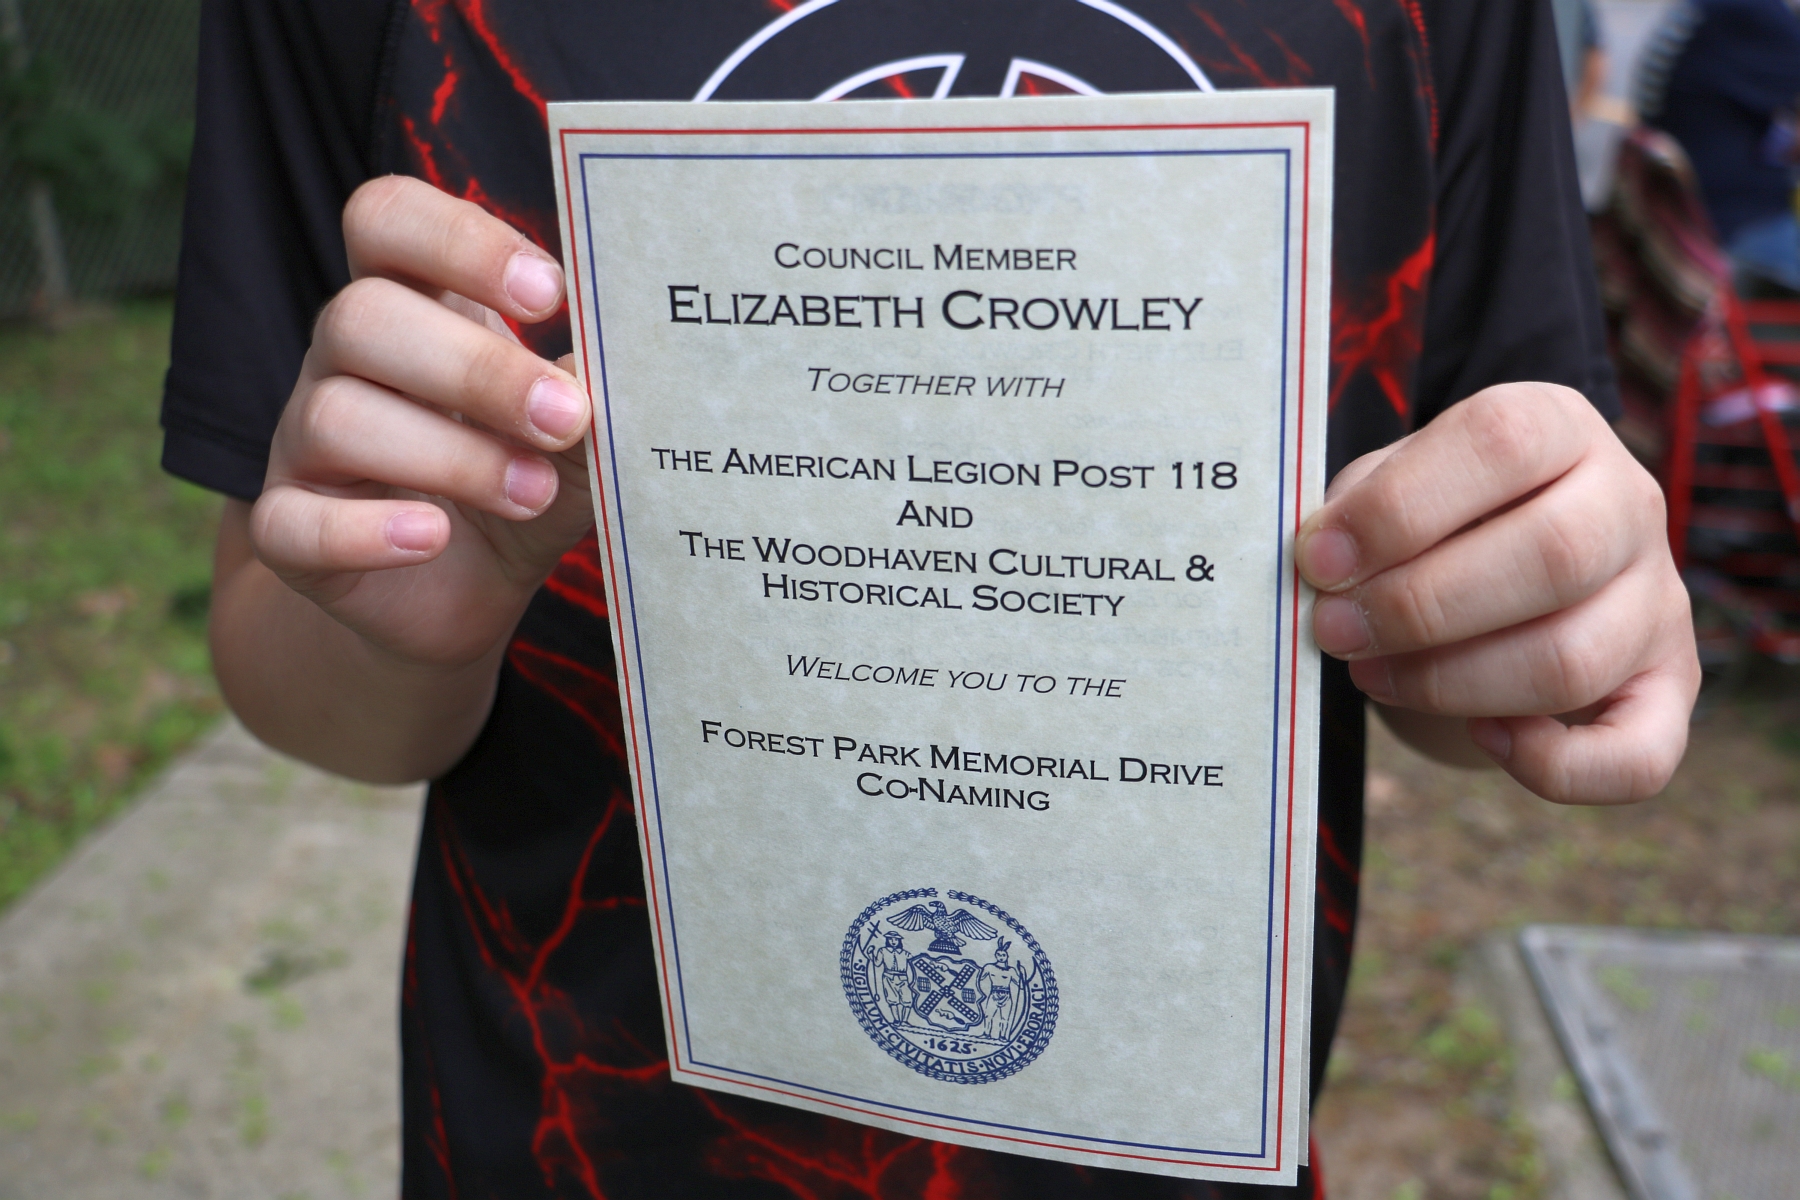 COUNCIL MEMBER
ELIZABETH CROWLEY
TOGETHER WITH
THE AMERICAN LEGION POST 118
AND
THE WOODHAVEN CULTURAL &
HISTORICAL SOCIETY
WELCOME YOU TO THE
FOREST PARK MEMORIAL DRIVE
CO-NAMING
·SIGILLVM·CIVITATIS·NOVI·EBORACI·
·1625·